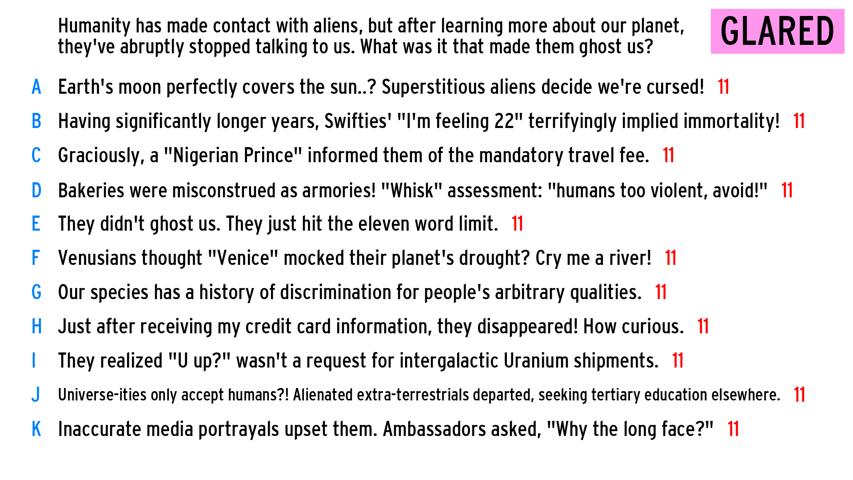 Humanity has made contact with aliens, but after learning more about our planet,
they've abruptly stopped talking to us. What was it that made them ghost us?
GLARED
A Earth's moon perfectly covers the sun..? Superstitious aliens decide we're cursed! 11
B Having significantly longer years, Swifties' "I'm feeling 22" terrifyingly implied immortality! 11
C Graciously, a "Nigerian Prince" informed them of the mandatory travel fee. 11
D Bakeries were misconstrued as armories! "Whisk" assessment: "humans too violent, avoid!" 11
E They didn't ghost us. They just hit the eleven word limit. 11
F Venusians thought "Venice" mocked their planet's drought? Cry me a river! 11
G Our species has a history of discrimination for people's arbitrary qualities. 11
H Just after receiving my credit card information, they disappeared! How curious. 11
I They realized "U up?" wasn't a request for intergalactic Uranium shipments. 11
J Universe-ities only accept humans?! Alienated extra-terrestrials departed, seeking tertiary education elsewhere. 11
K Inaccurate media portrayals upset them. Ambassadors asked, "Why the long face?" 11